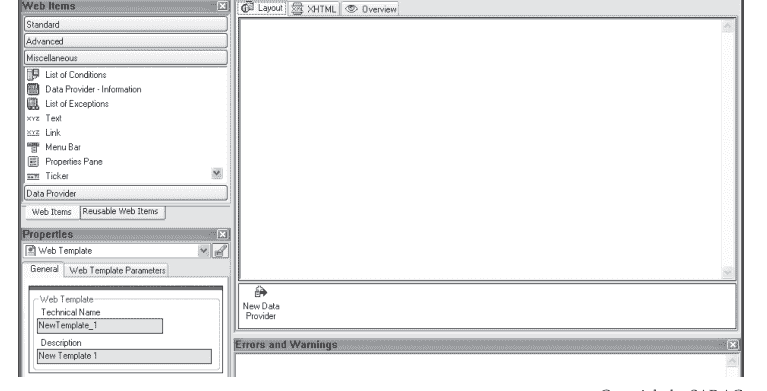 Web Items
Standard
Advanced
Miscellaneous
List of Conditions
Data Provider - Information
List of Exceptions
XYZ Text
XYZ Link
Menu Bar
Properties Pane
Ticker
Data Provider
Web Items Reusable Web Items
Properties
Web Template
General Web Template Parameters
Web Template
Technical Name
NewTemplate_1
Description
New Template 1
Layout XHTML Overview
New Data
Provider
Errors and Warnings